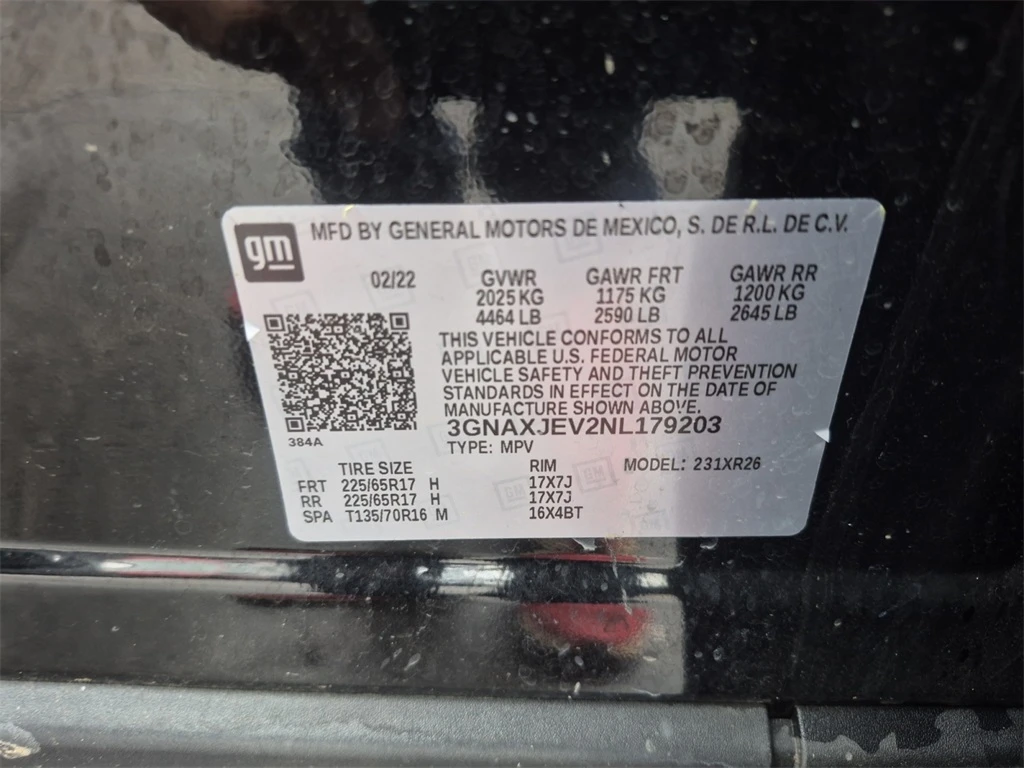 gm
MFD BY GENERAL MOTORS DE MEXICO, S. DE R.L. DE C.V.
02/22 GVWR GAWR FRT GAWR RR
2025 KG 1175 KG 1200 KG
4464 LB 2590 LB 2645 LB
THIS VEHICLE CONFORMS TO ALL
APPLICABLE U.S. FEDERAL MOTOR
VEHICLE SAFETY AND THEFT PREVENTION
STANDARDS IN EFFECT ON THE DATE OF
MANUFACTURE SHOWN ABOVE.
3GNAXJEV2NL179203
384A
TYPE: MPV
TIRE SIZE RIM MODEL: 231XR26
FRT 225/65R17 H 17X7J
RR 225/65R17 H 17X7J
SPA T135/70R16 M 16X4BT